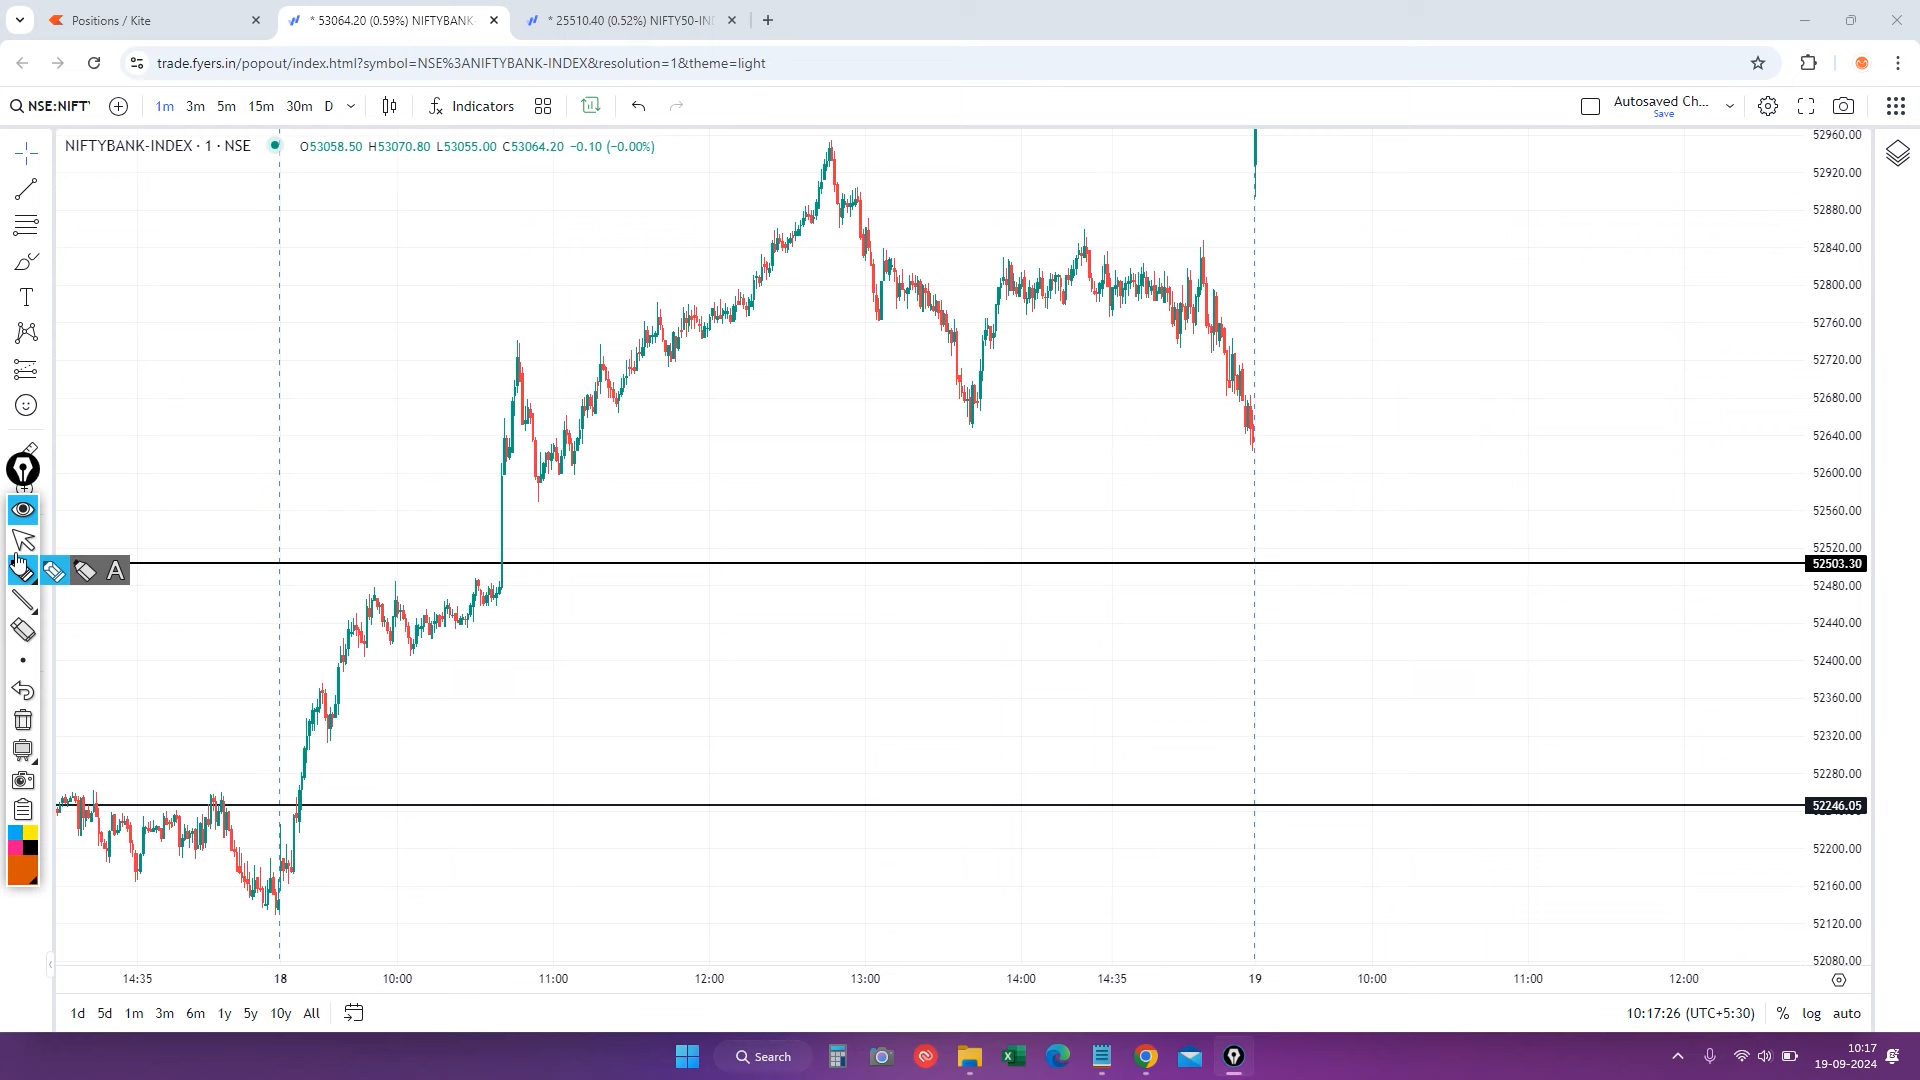 Positions / Kite
* 53064.20 (0.59%) NIFTYBANK-
* 25510.40 (0.52%) NIFTY50-IND
trade.fyers.in/popout/index.html?symbol=NSE%3ANIFTYBANK-INDEX&resolution=1&theme=light
NSE:NIFTY
1m 3m 5m 15m 30m D
Indicators
Autosaved Ch...
Save
NIFTYBANK-INDEX · 1 · NSE
O53058.50 H53070.80 L53055.00 C53064.20 −0.10 (−0.00%)
52960.00
52920.00
52880.00
52840.00
52800.00
52760.00
52720.00
52680.00
52640.00
52600.00
52560.00
52520.00
52503.30
52480.00
A
52440.00
52400.00
52360.00
52320.00
52280.00
52246.05
52200.00
52160.00
52120.00
52080.00
14:35 18 10:00 11:00 12:00 13:00 14:00 14:35 19 10:00 11:00 12:00
1d 5d 1m 3m 6m 1y 5y 10y All
10:17:26 (UTC+5:30) % log auto
Search
10:17
19-09-2024